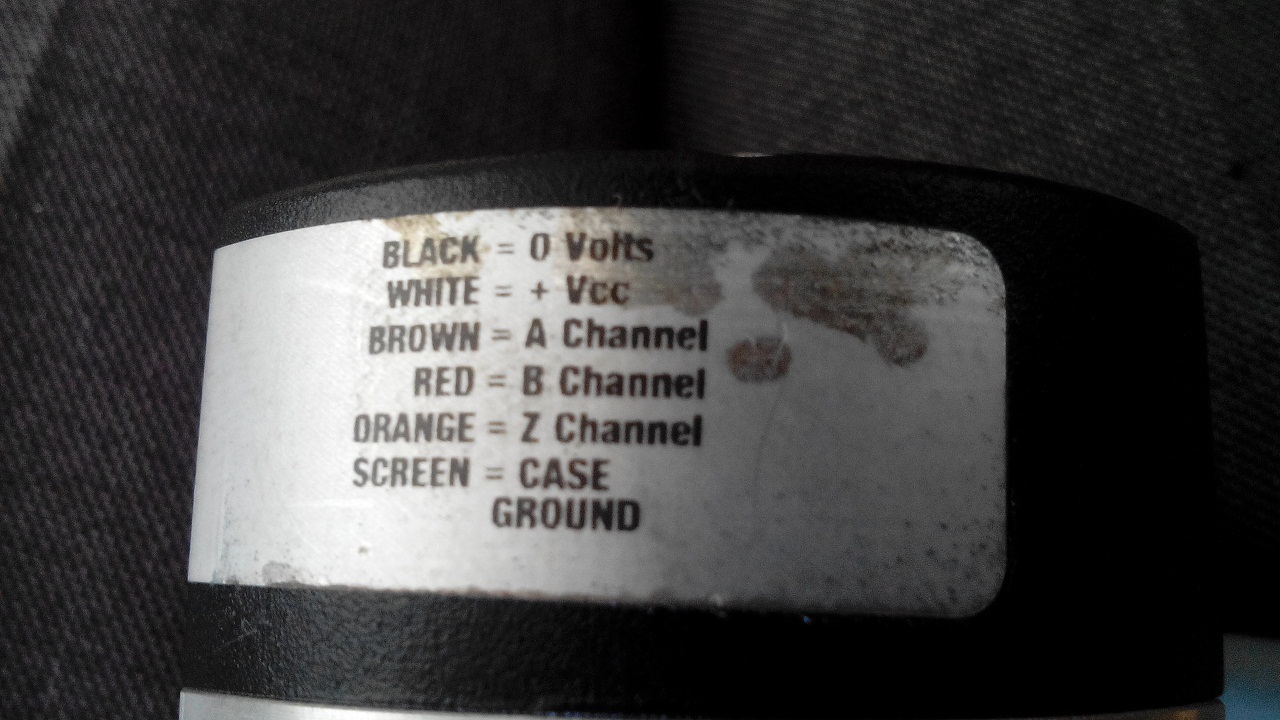 BLACK = 0 Volts
WHITE = + Vcc
BROWN = A Channel
RED = B Channel
ORANGE = Z Channel
SCREEN = CASE
GROUND